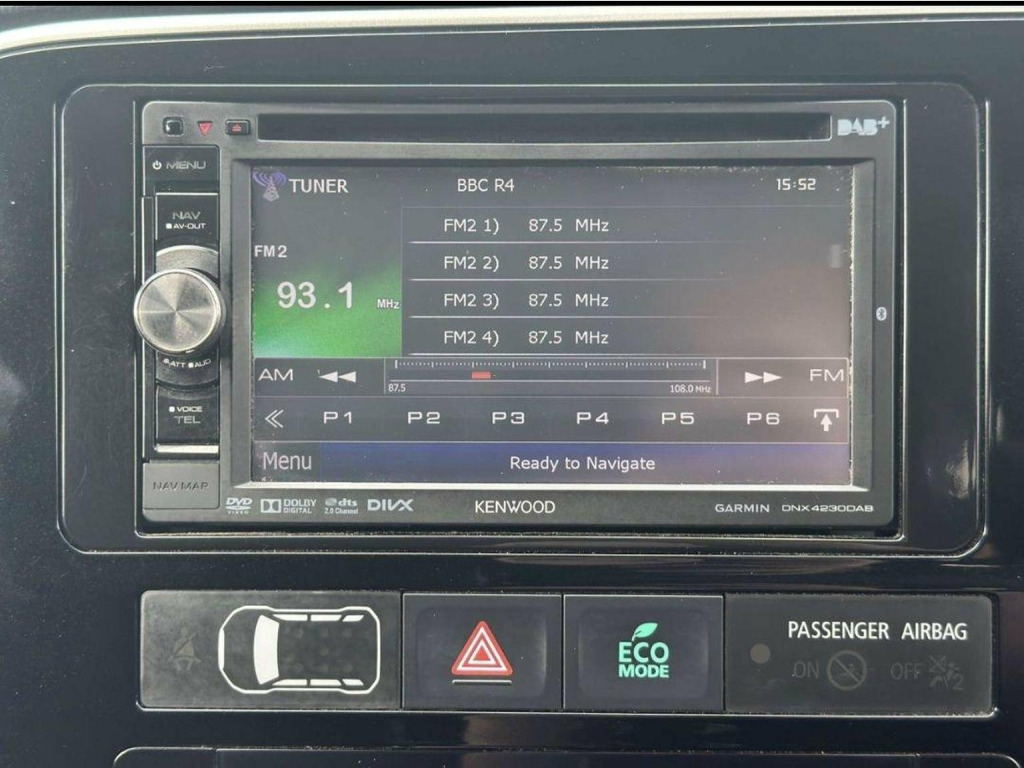 DAB+
MENU
NAV
AV-OUT
ATT AUD
VOICE
TEL
NAV MAP
TUNER BBC R4 15:52
FM2
93.1 MHz
FM2 1) 87.5 MHz
FM2 2) 87.5 MHz
FM2 3) 87.5 MHz
FM2 4) 87.5 MHz
AM FM
87.5 108.0 MHz
P1 P2 P3 P4 P5 P6
Menu Ready to Navigate
DVD VIDEO DOLBY DIGITAL dts 2.0 Channel DIVX KENWOOD GARMIN DNX4230DAB
ECO
MODE
PASSENGER AIRBAG
ON OFF 2